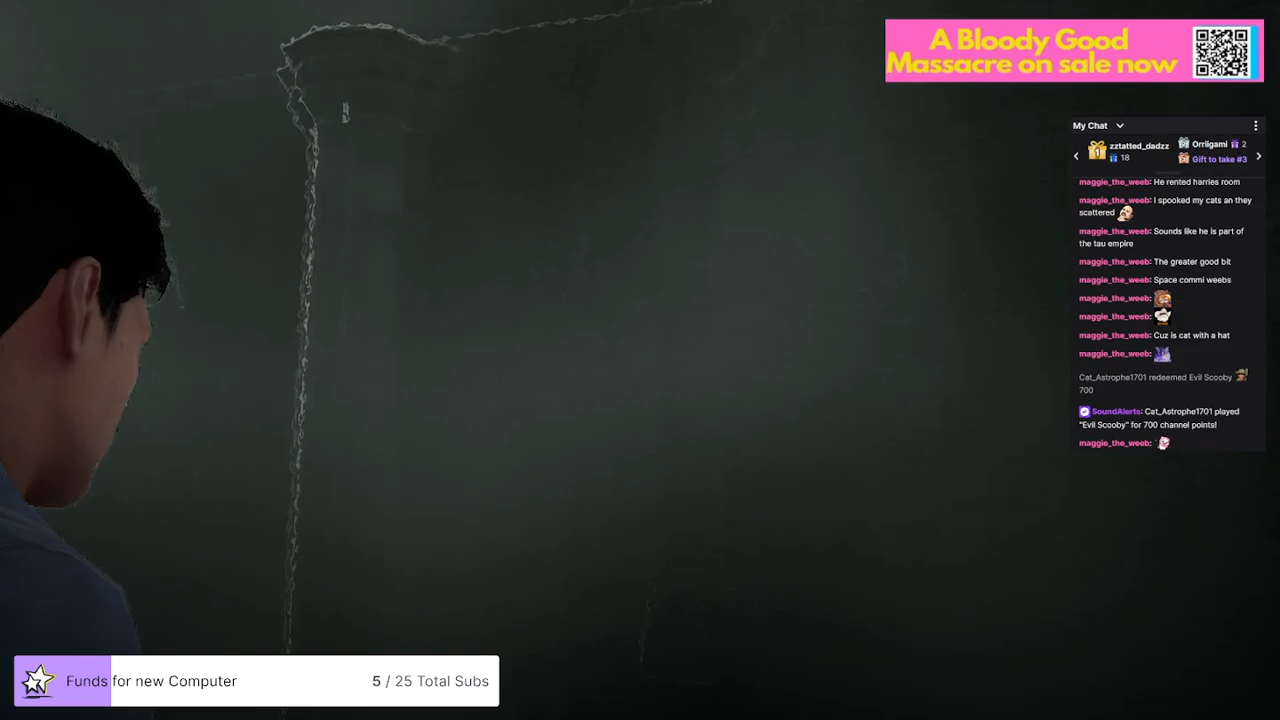 A Bloody Good
Massacre on sale now
My Chat
zztatted_dadzz
18
Orriigami 2
Gift to take #3
maggie_the_weeb: He rented harries room
maggie_the_weeb: I spooked my cats an they
scattered
maggie_the_weeb: Sounds like he is part of
the tau empire
maggie_the_weeb: The greater good bit
maggie_the_weeb: Space commi weebs
maggie_the_weeb:
maggie_the_weeb:
maggie_the_weeb: Cuz is cat with a hat
maggie_the_weeb:
Cat_Astrophe1701 redeemed Evil Scooby
700
SoundAlerts: Cat_Astrophe1701 played
"Evil Scooby" for 700 channel points!
maggie_the_weeb:
Funds for new Computer
5 / 25 Total Subs